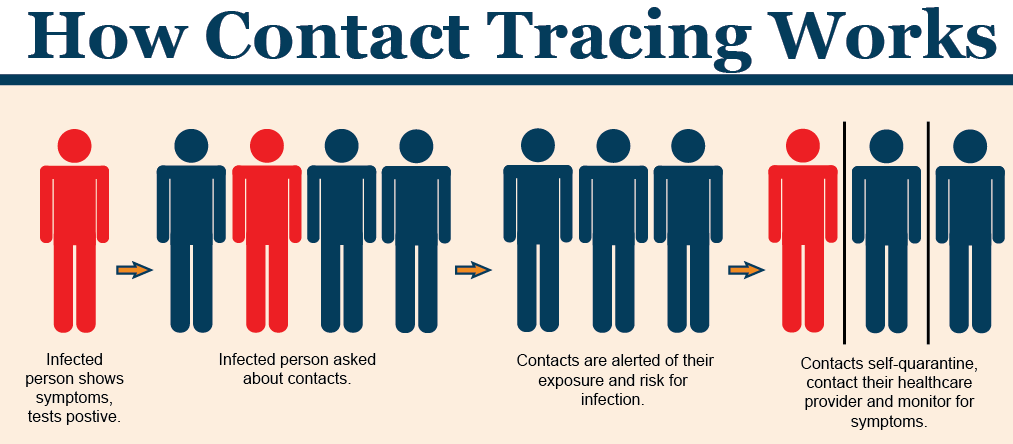 How Contact Tracing Works
Infected
person shows
symptoms,
tests postive.
Infected person asked
about contacts.
Contacts are alerted of their
exposure and risk for
infection.
Contacts self-quarantine,
contact their healthcare
provider and monitor for
symptoms.